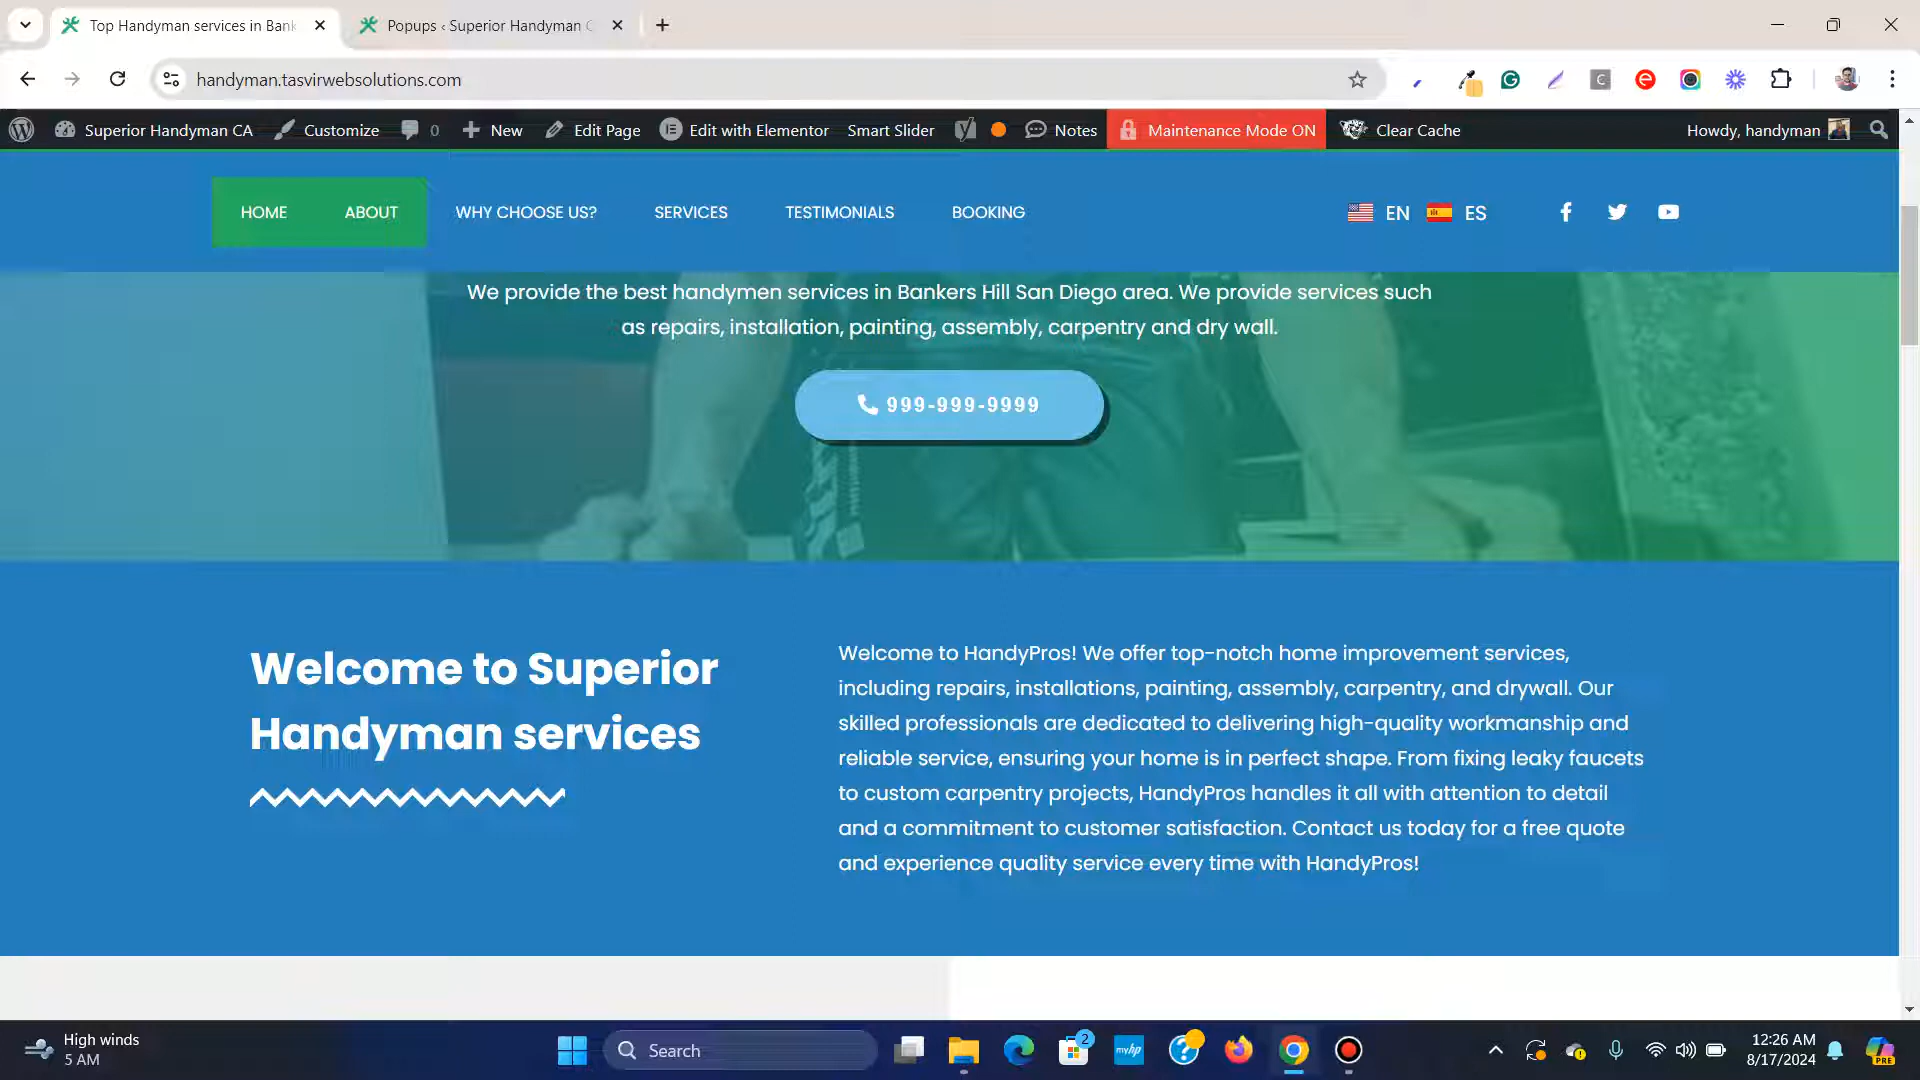 Top Handyman services in Bank
Popups ‹ Superior Handyman C
handyman.tasvirwebsolutions.com
Superior Handyman CA
Customize
0
New
Edit Page
Edit with Elementor
Smart Slider
Notes
Maintenance Mode ON
Clear Cache
Howdy, handyman
HOME
ABOUT
WHY CHOOSE US?
SERVICES
TESTIMONIALS
BOOKING
EN
ES
We provide the best handymen services in Bankers Hill San Diego area. We provide services such
as repairs, installation, painting, assembly, carpentry and dry wall.
999-999-9999
Welcome to Superior
Handyman services
Welcome to HandyPros! We offer top-notch home improvement services,
including repairs, installations, painting, assembly, carpentry, and drywall. Our
skilled professionals are dedicated to delivering high-quality workmanship and
reliable service, ensuring your home is in perfect shape. From fixing leaky faucets
to custom carpentry projects, HandyPros handles it all with attention to detail
and a commitment to customer satisfaction. Contact us today for a free quote
and experience quality service every time with HandyPros!
High winds
5 AM
Search
2
myhp
12:26 AM
8/17/2024
PRE